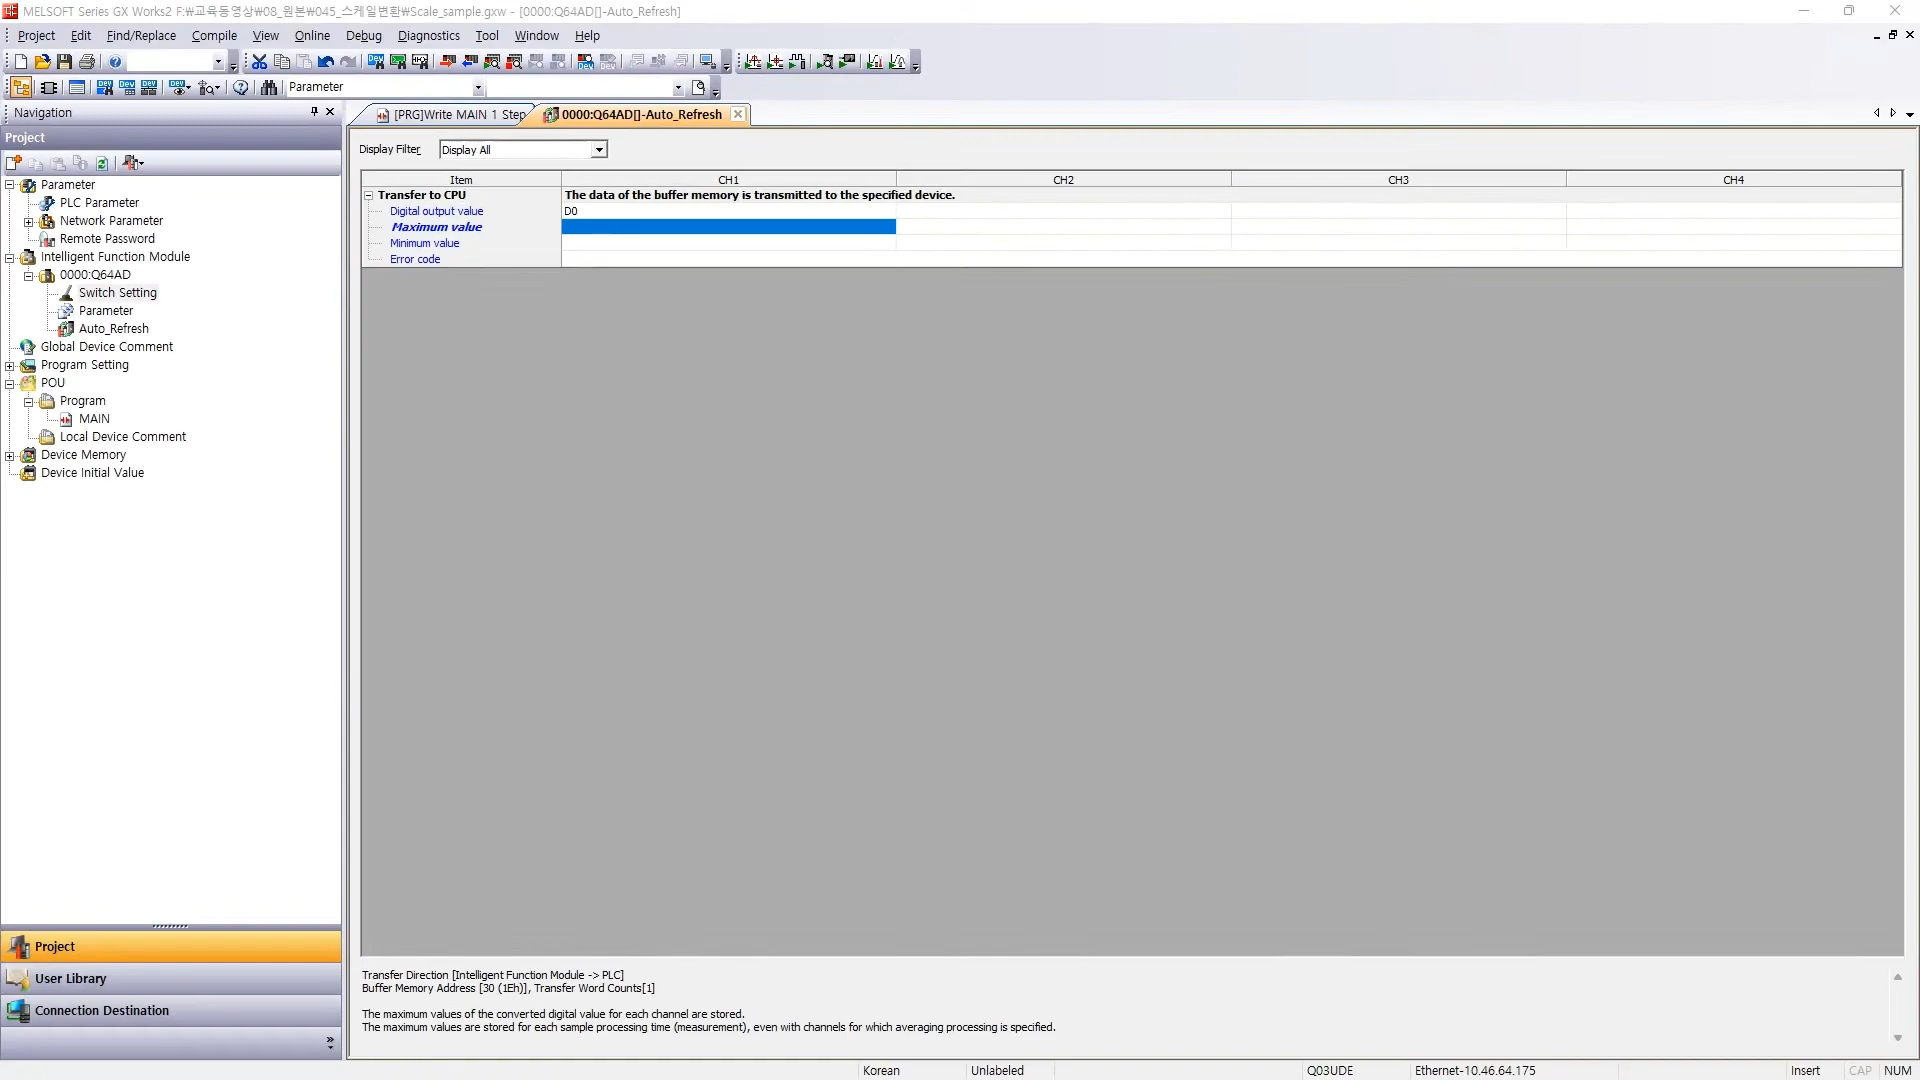 MELSOFT Series GX Works2 F:₩교육동영상₩08_원본₩045_스케일변환₩Scale_sample.gxw - [0000:Q64AD[]-Auto_Refresh]
Project Edit Find/Replace Compile View Online Debug Diagnostics Tool Window Help
Parameter
Navigation
[PRG]Write MAIN 1 Step
0000:Q64AD[]-Auto_Refresh
Project
Parameter
PLC Parameter
Network Parameter
Remote Password
Intelligent Function Module
0000:Q64AD
Switch Setting
Parameter
Auto_Refresh
Global Device Comment
Program Setting
POU
Program
MAIN
Local Device Comment
Device Memory
Device Initial Value
Project
User Library
Connection Destination
Display Filter Display All
Item CH1 CH2 CH3 CH4
Transfer to CPU The data of the buffer memory is transmitted to the specified device.
Digital output value D0
Maximum value
Minimum value
Error code
Transfer Direction [Intelligent Function Module -> PLC]
Buffer Memory Address [30 (1Eh)], Transfer Word Counts[1]
The maximum values of the converted digital value for each channel are stored.
The maximum values are stored for each sample processing time (measurement), even with channels for which averaging processing is specified.
Korean Unlabeled Q03UDE Ethernet-10.46.64.175 Insert CAP NUM